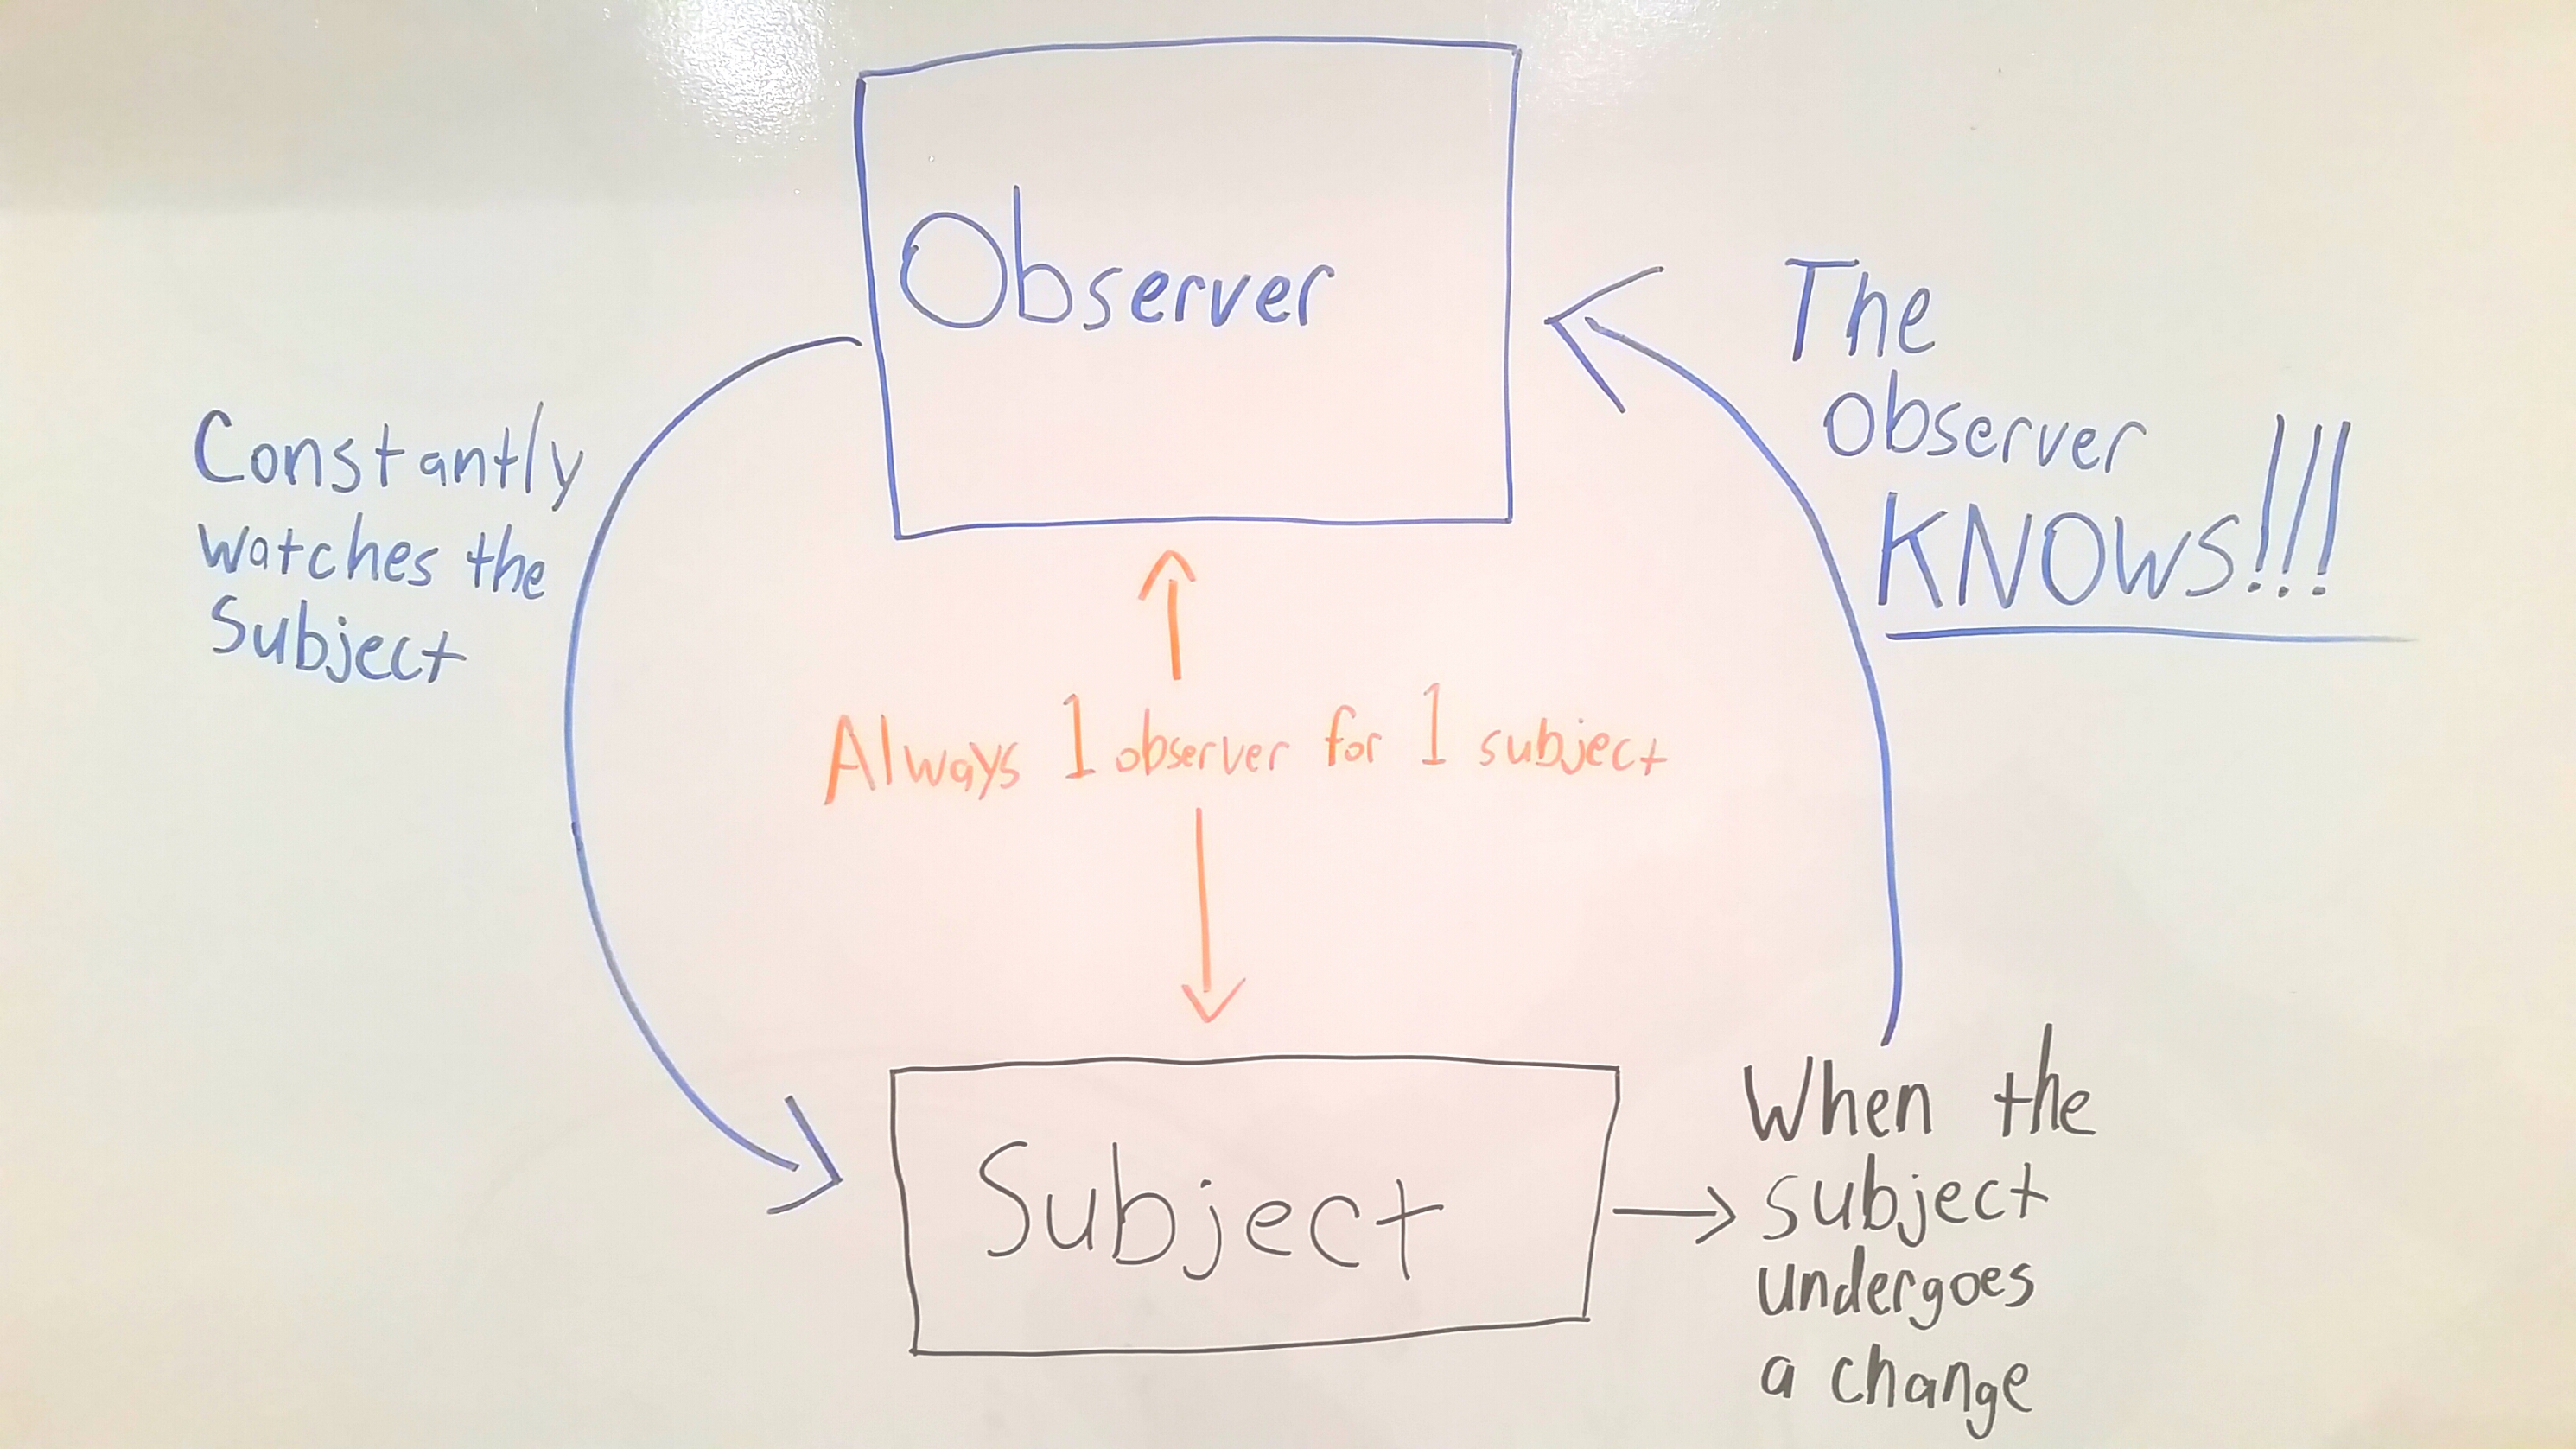 Observer
Constantly
watches the
Subject
The
observer
KNOWS!!!
Always 1 observer for 1 subject
Subject
When the
subject
undergoes
a change